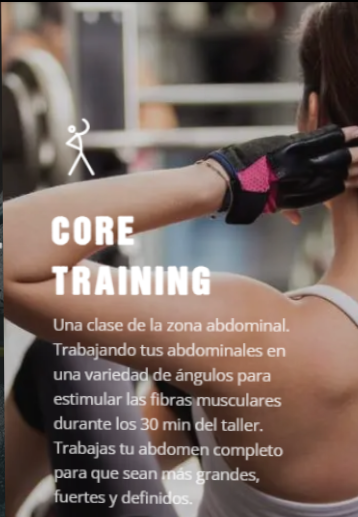 CORE
TRAINING
Una clase de la zona abdominal.
Trabajando tus abdominales en
una variedad de ángulos para
estimular las fibras musculares
durante los 30 min del taller.
Trabajas tu abdomen completo
para que sean más grandes,
fuertes y definidos.